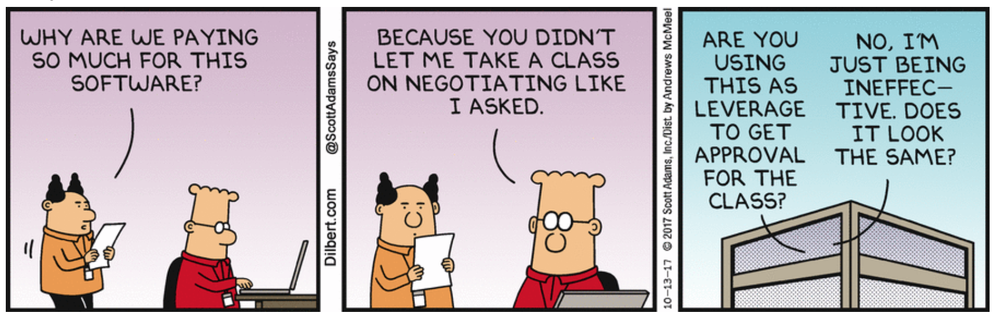 WHY ARE WE PAYING
SO MUCH FOR THIS
SOFTWARE?
Dilbert.com @ScottAdamsSays
BECAUSE YOU DIDN'T
LET ME TAKE A CLASS
ON NEGOTIATING LIKE
I ASKED.
10-13-17 © 2017 Scott Adams, Inc./Dist. by Andrews McMeel
ARE YOU
USING
THIS AS
LEVERAGE
TO GET
APPROVAL
FOR THE
CLASS?
NO, I'M
JUST BEING
INEFFEC-
TIVE. DOES
IT LOOK
THE SAME?